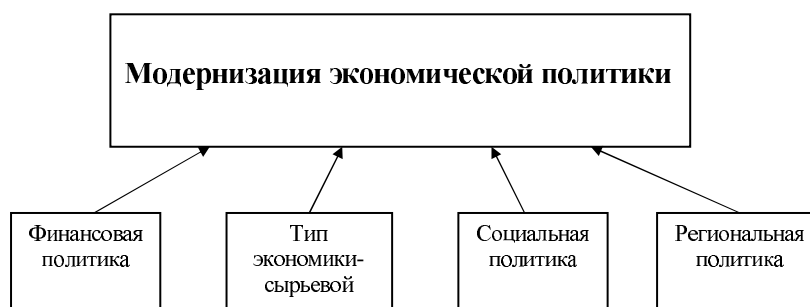 Модернизация экономической политики
Финансовая
политика
Тип
экономики-
сырьевой
Социальная
политика
Региональная
политика